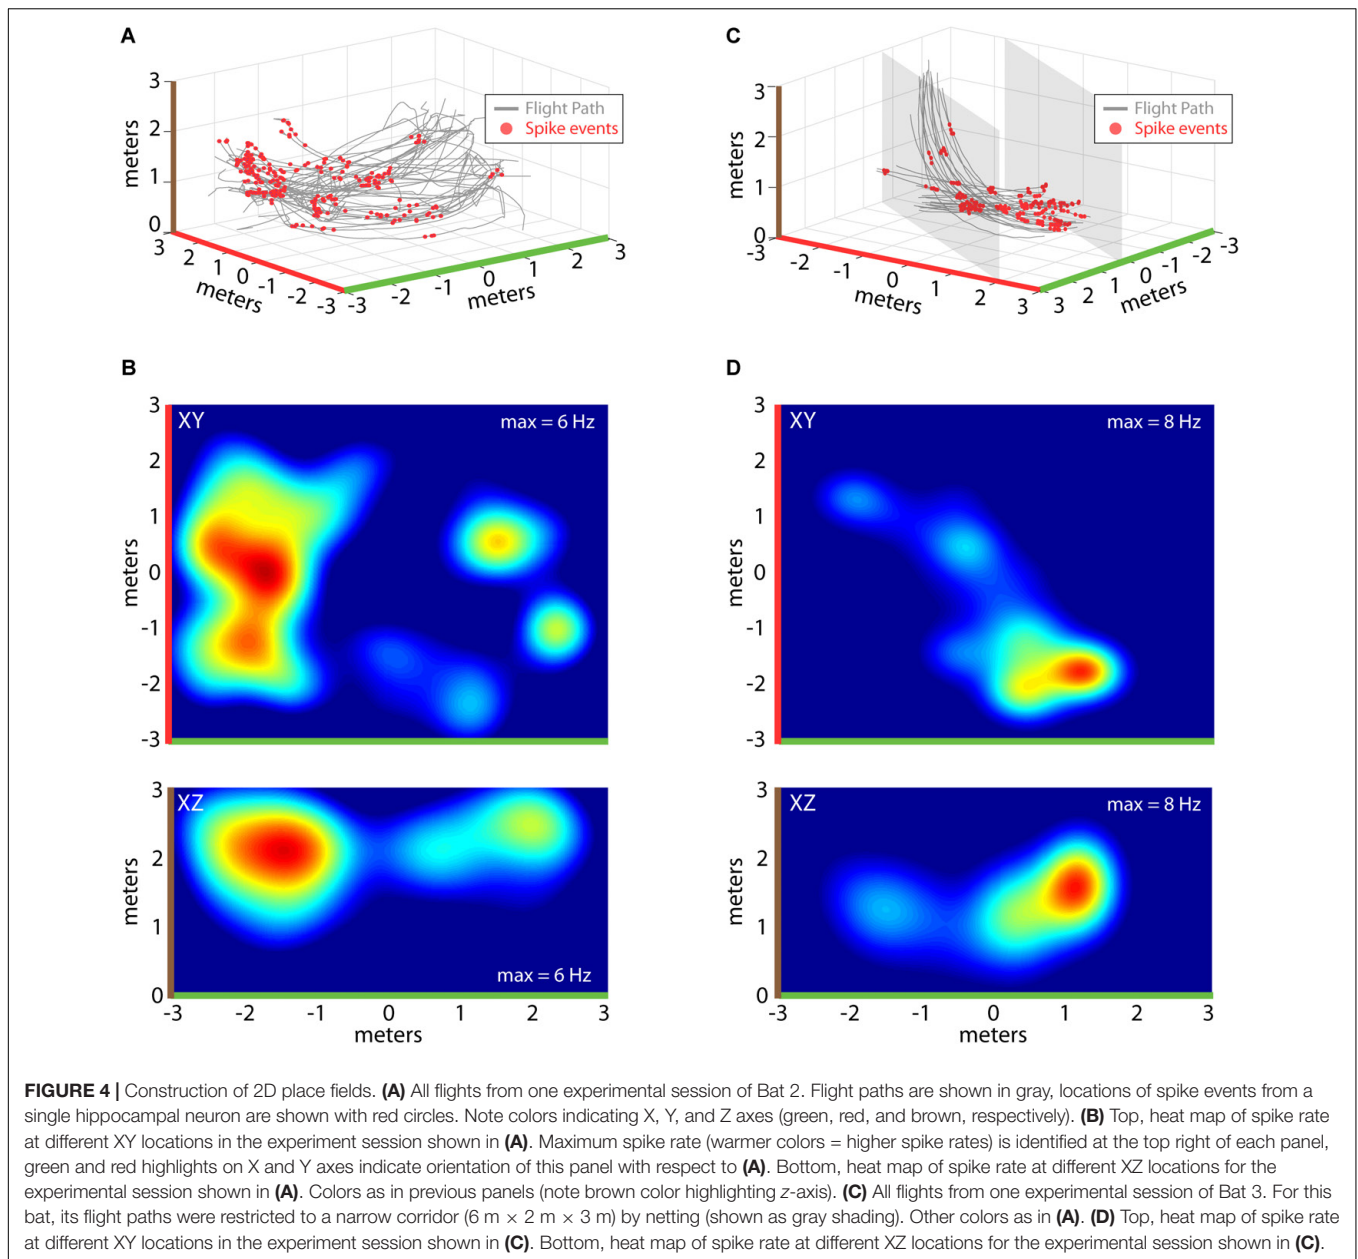 A
3
2
1
0
meters
3
2
1
0
-1
-2
-3
meters
-3
-2
-1
0
1
2
3
meters
Flight Path
Spike events
C
3
2
1
0
meters
-3
-2
-1
0
1
2
3
meters
3
2
1
0
-1
-2
-3
meters
Flight Path
Spike events
B
XY
max = 6 Hz
3
2
1
0
-1
-2
-3
meters
XZ
max = 6 Hz
3
2
1
0
meters
-3
-2
-1
0
1
2
3
meters
D
XY
max = 8 Hz
3
2
1
0
-1
-2
-3
meters
XZ
max = 8 Hz
3
2
1
0
meters
-3
-2
-1
0
1
2
3
meters
FIGURE 4 | Construction of 2D place fields. (A) All flights from one experimental session of Bat 2. Flight paths are shown in gray, locations of spike events from a
single hippocampal neuron are shown with red circles. Note colors indicating X, Y, and Z axes (green, red, and brown, respectively). (B) Top, heat map of spike rate
at different XY locations in the experiment session shown in (A). Maximum spike rate (warmer colors = higher spike rates) is identified at the top right of each panel,
green and red highlights on X and Y axes indicate orientation of this panel with respect to (A). Bottom, heat map of spike rate at different XZ locations for the
experimental session shown in (A). Colors as in previous panels (note brown color highlighting z-axis). (C) All flights from one experimental session of Bat 3. For this
bat, its flight paths were restricted to a narrow corridor (6 m × 2 m × 3 m) by netting (shown as gray shading). Other colors as in (A). (D) Top, heat map of spike rate
at different XY locations in the experiment session shown in (C). Bottom, heat map of spike rate at different XZ locations for the experimental session shown in (C).